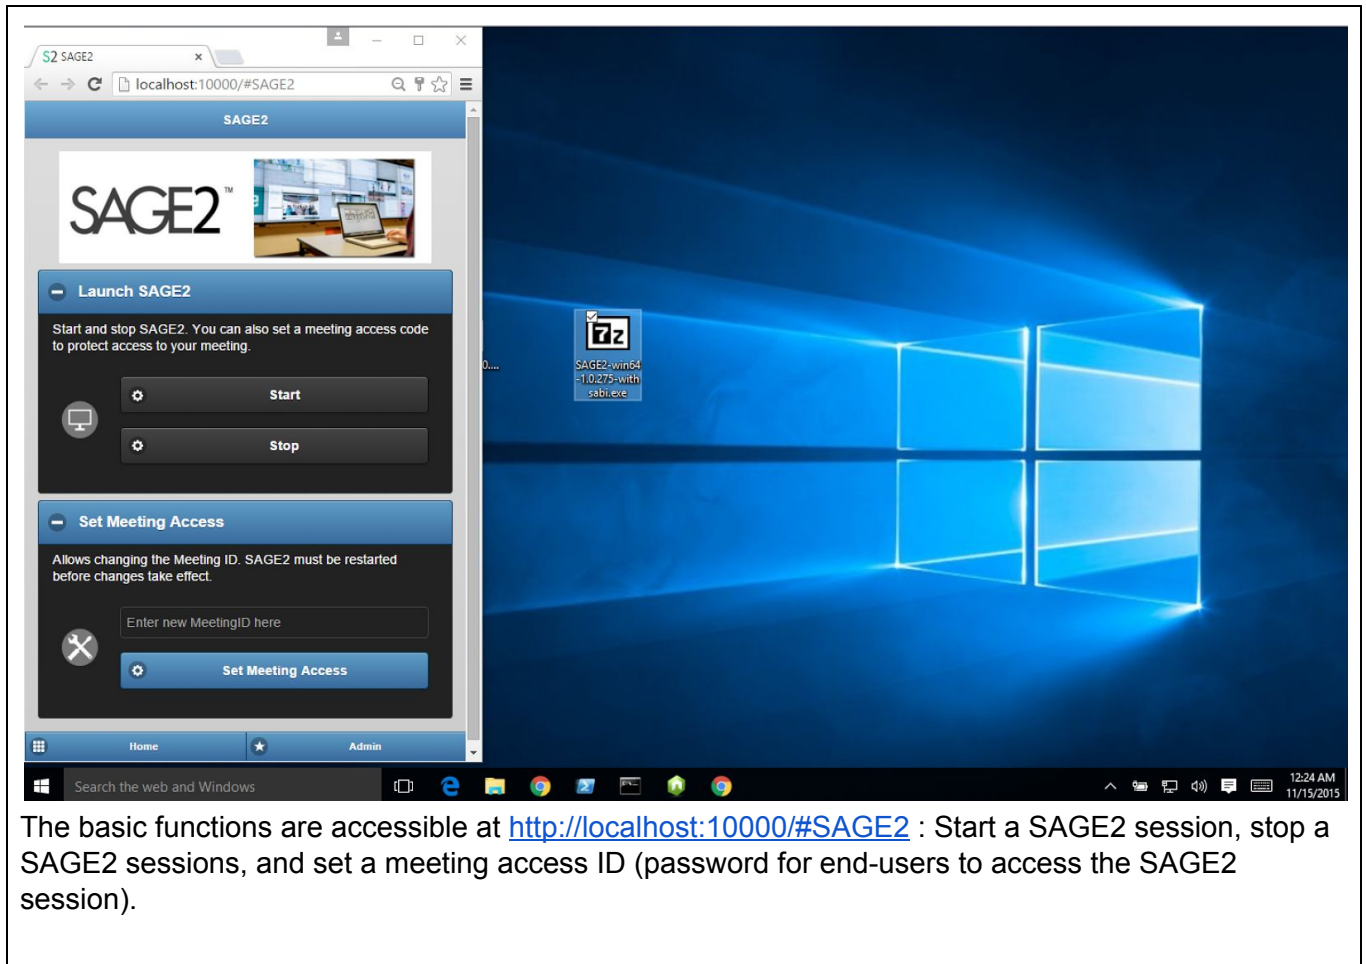 S2 SAGE2
localhost:10000/#SAGE2
SAGE2
SAGE2™
Launch SAGE2
Start and stop SAGE2. You can also set a meeting access code
to protect access to your meeting.
Start
Stop
Set Meeting Access
Allows changing the Meeting ID. SAGE2 must be restarted
before changes take effect.
Enter new MeetingID here
Set Meeting Access
Home
Admin
0....
7z
SAGE2-win64
-1.0.275-with
sabi.exe
Search the web and Windows
12:24 AM
11/15/2015
The basic functions are accessible at http://localhost:10000/#SAGE2 : Start a SAGE2 session, stop a
SAGE2 sessions, and set a meeting access ID (password for end-users to access the SAGE2
session).